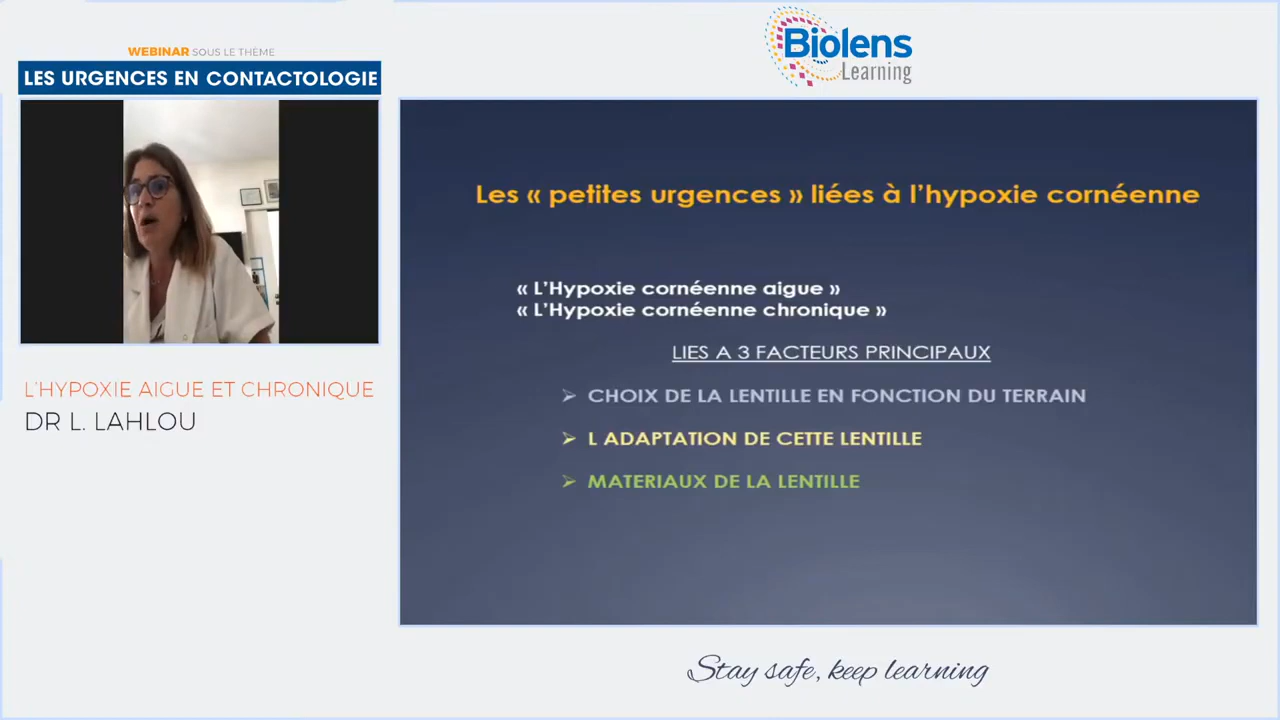 WEBINAR SOUS LE THÈME
LES URGENCES EN CONTACTOLOGIE
Biolens
Learning
L'HYPOXIE AIGUE ET CHRONIQUE
DR L. LAHLOU
Les « petites urgences » liées à l'hypoxie cornéenne
« L'Hypoxie cornéenne aigue »
« L'Hypoxie cornéenne chronique »
LIES A 3 FACTEURS PRINCIPAUX
➢ CHOIX DE LA LENTILLE EN FONCTION DU TERRAIN
➢ L ADAPTATION DE CETTE LENTILLE
➢ MATERIAUX DE LA LENTILLE
Stay safe, keep learning